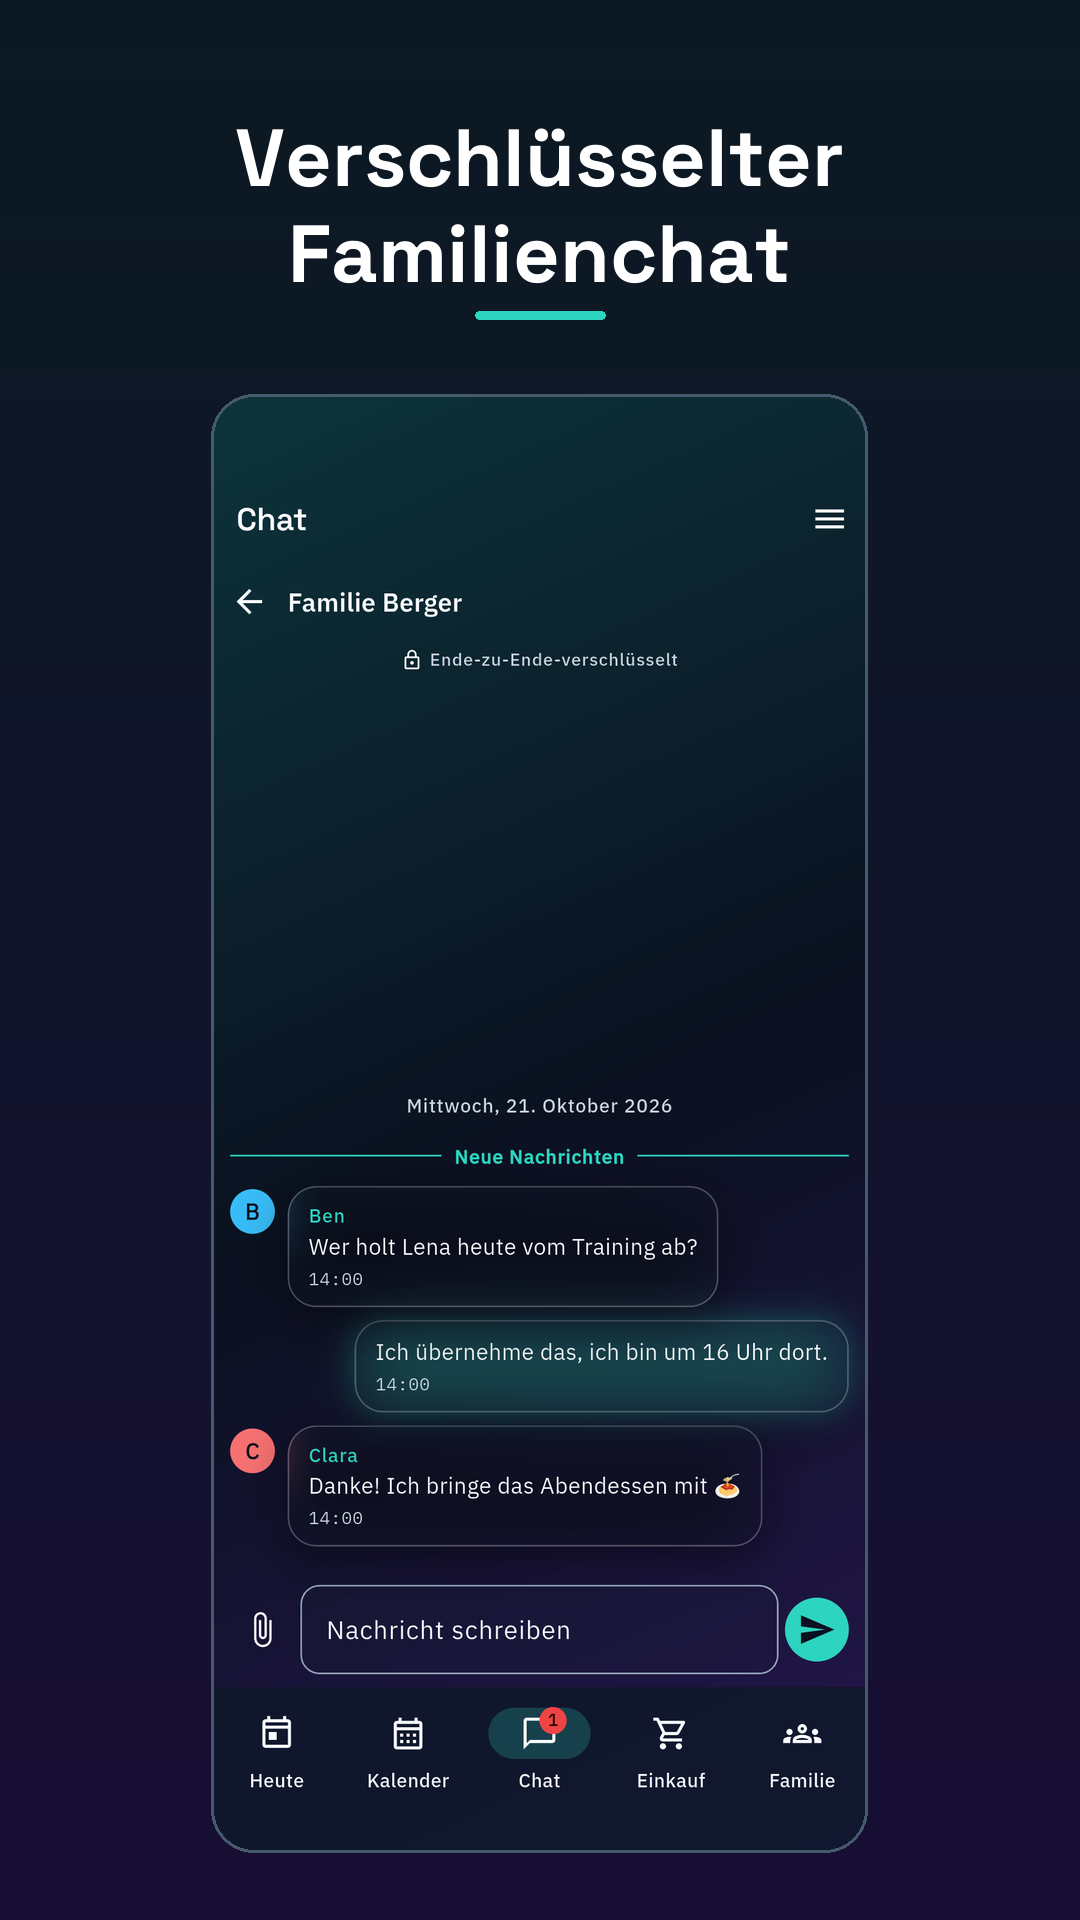 Verschlüsselter
Familienchat
Chat
Familie Berger
Ende-zu-Ende-verschlüsselt
Mittwoch, 21. Oktober 2026
Neue Nachrichten
B
Ben
Wer holt Lena heute vom Training ab?
14:00
Ich übernehme das, ich bin um 16 Uhr dort.
14:00
C
Clara
Danke! Ich bringe das Abendessen mit 🍝
14:00
Nachricht schreiben
1
Heute Kalender Chat Einkauf Familie